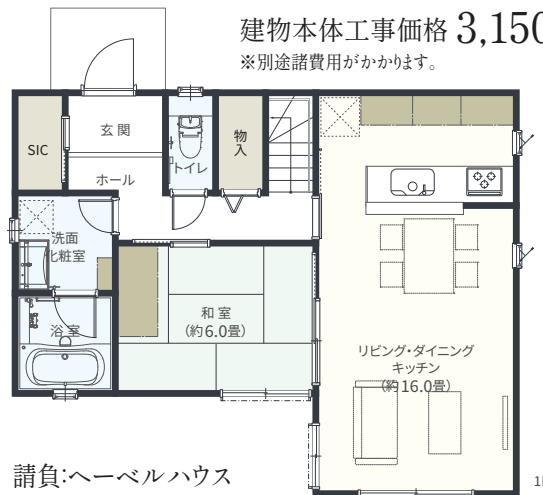 建物本体工事価格 3,150
※別途諸費用がかかります。
玄関
SIC
物入
トイレ
ホール
洗面
化粧室
和室
(約6.0畳)
浴室
リビング・ダイニング
キッチン
(約16.0畳)
請負:ヘーベルハウス